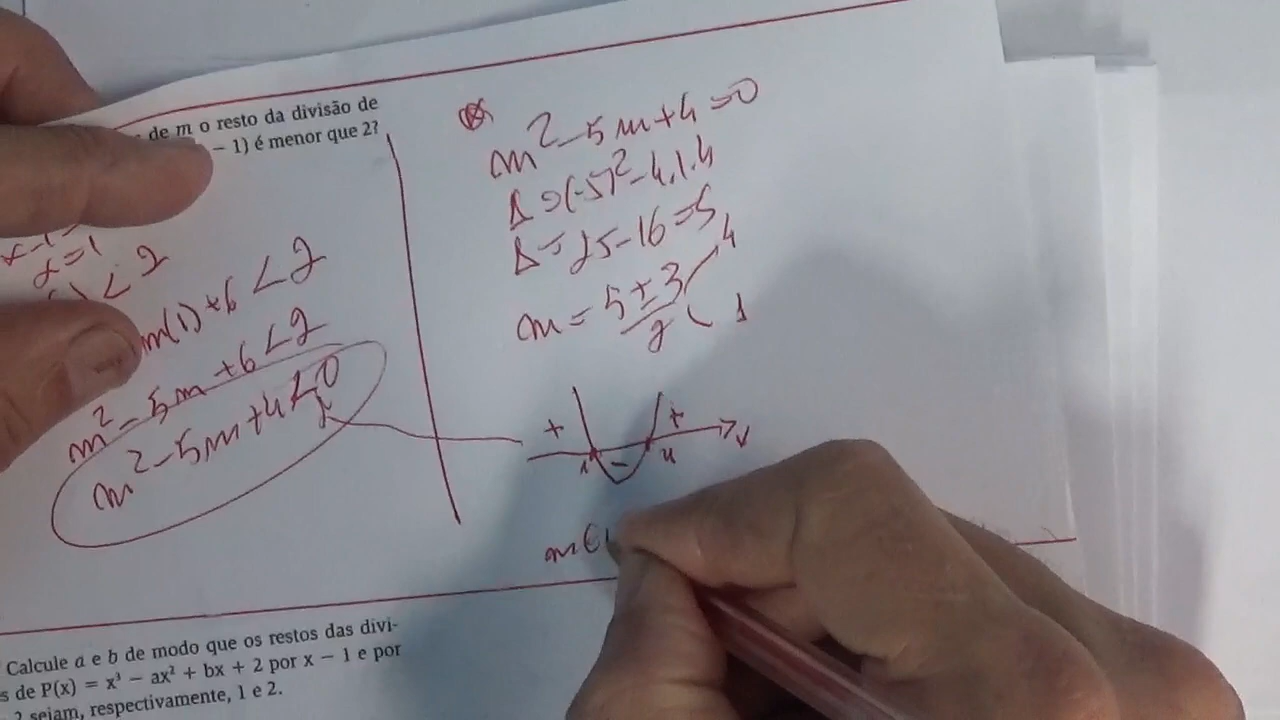 de m o resto da divisão de
− 1) é menor que 2?
x-1=
x=1
) < 2
m(1)+6 < 2
m² - 5m + 6 < 2
m² - 5m + 4 < 0
m² - 5m + 4 = 0
Δ = (-5)² - 4.1.4
Δ = 25 - 16 = 9
m = 5 ± 3
2
4
1
+ - +
1 4
m ∈
Calcule a e b de modo que os restos das divi-
s de P(x) = x³ − ax² + bx + 2 por x − 1 e por
2 sejam, respectivamente, 1 e 2.